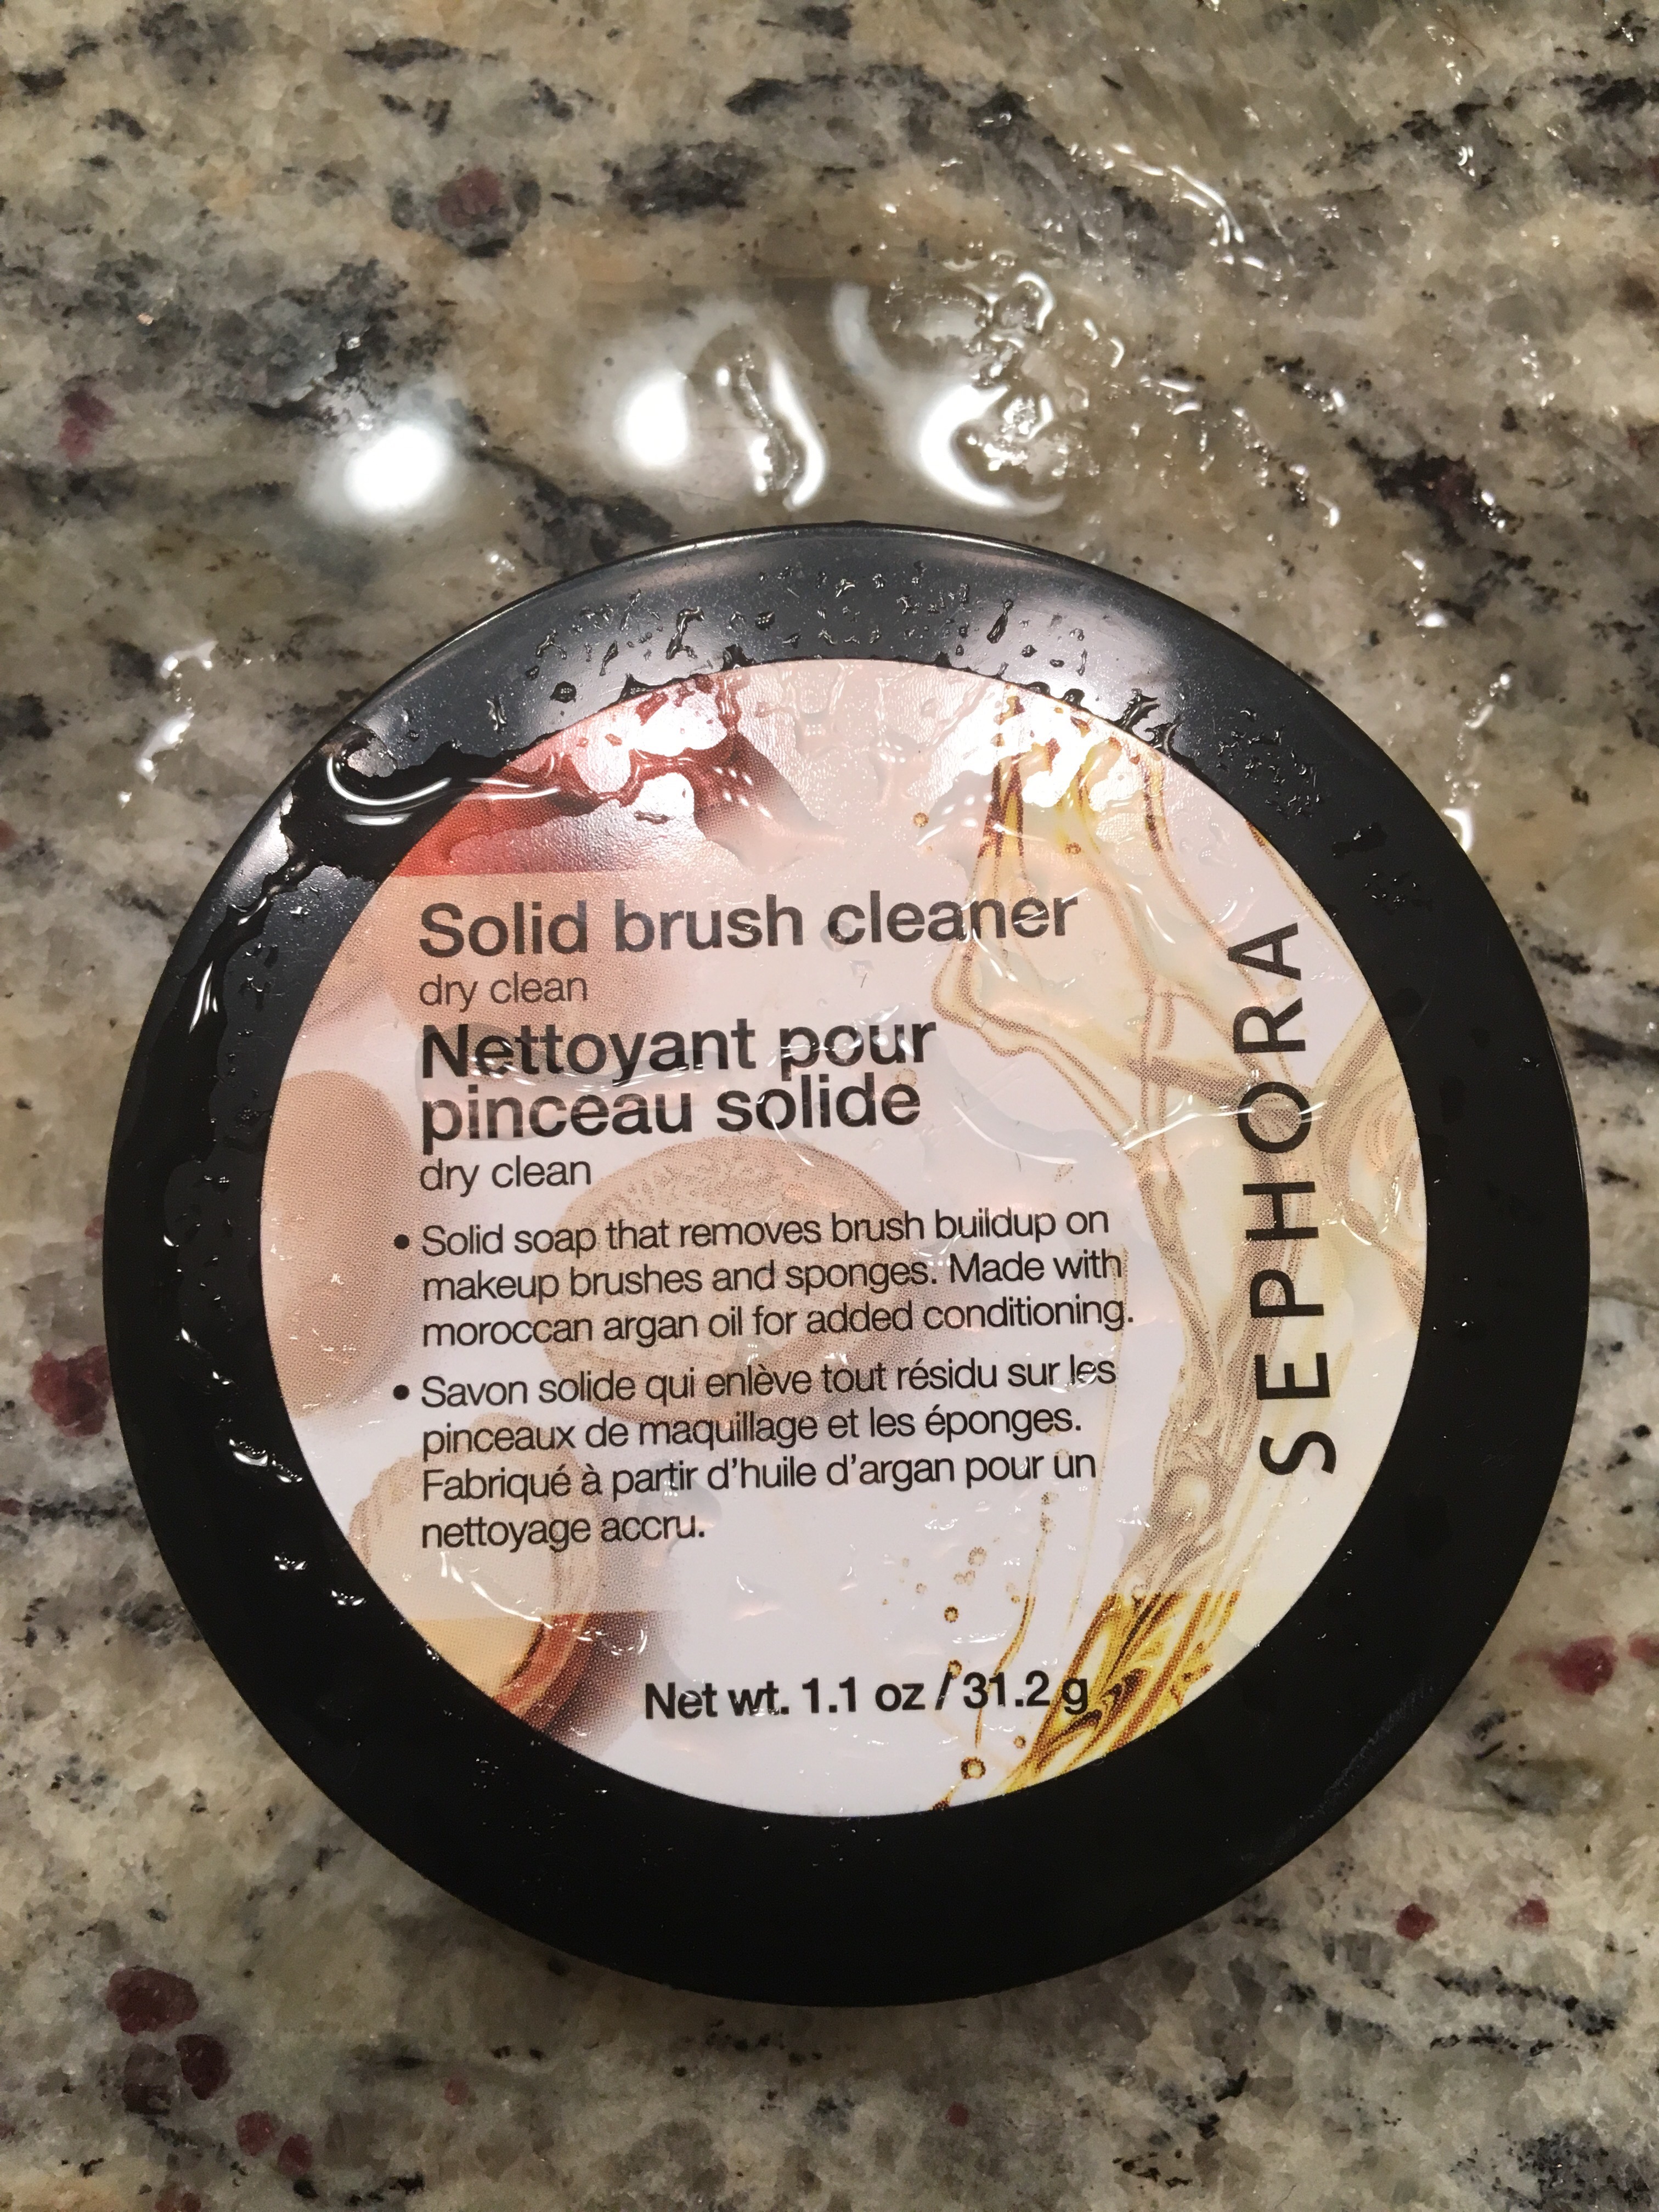 Solid brush cleaner
dry clean
Nettoyant pour
pinceau solide
dry clean
• Solid soap that removes brush buildup on
makeup brushes and sponges. Made with
moroccan argan oil for added conditioning.
• Savon solide qui enlève tout résidu sur les
pinceaux de maquillage et les éponges.
Fabriqué à partir d'huile d'argan pour un
nettoyage accru.
Net wt. 1.1 oz / 31.2 g
SEPHORA